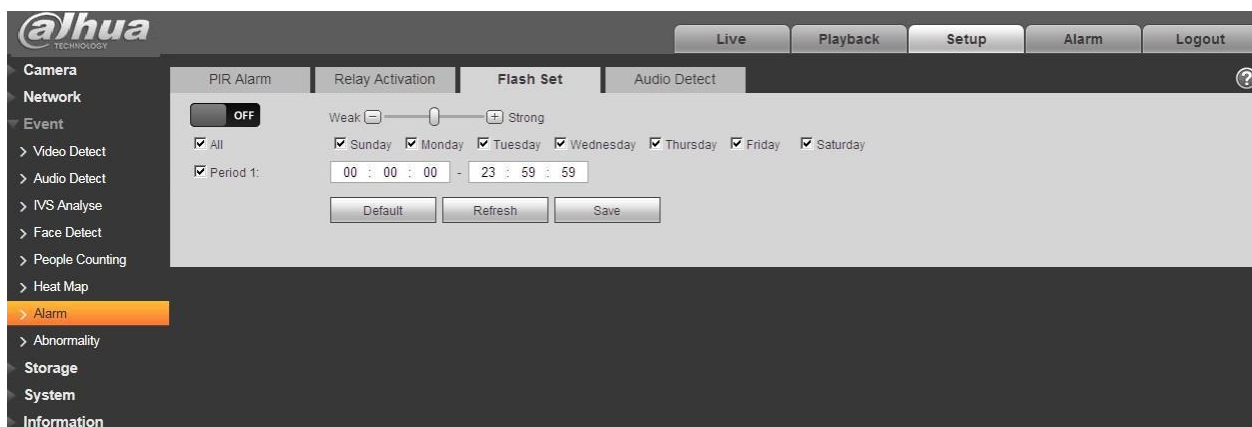 alhua
TECHNOLOGY
Live Playback Setup Alarm Logout
Camera
Network
Event
Video Detect
Audio Detect
IVS Analyse
Face Detect
People Counting
Heat Map
Alarm
Abnormality
Storage
System
Information
PIR Alarm Relay Activation Flash Set Audio Detect
?
OFF Weak - + Strong
All Sunday Monday Tuesday Wednesday Thursday Friday Saturday
Period 1: 00 : 00 : 00 - 23 : 59 : 59
Default Refresh Save